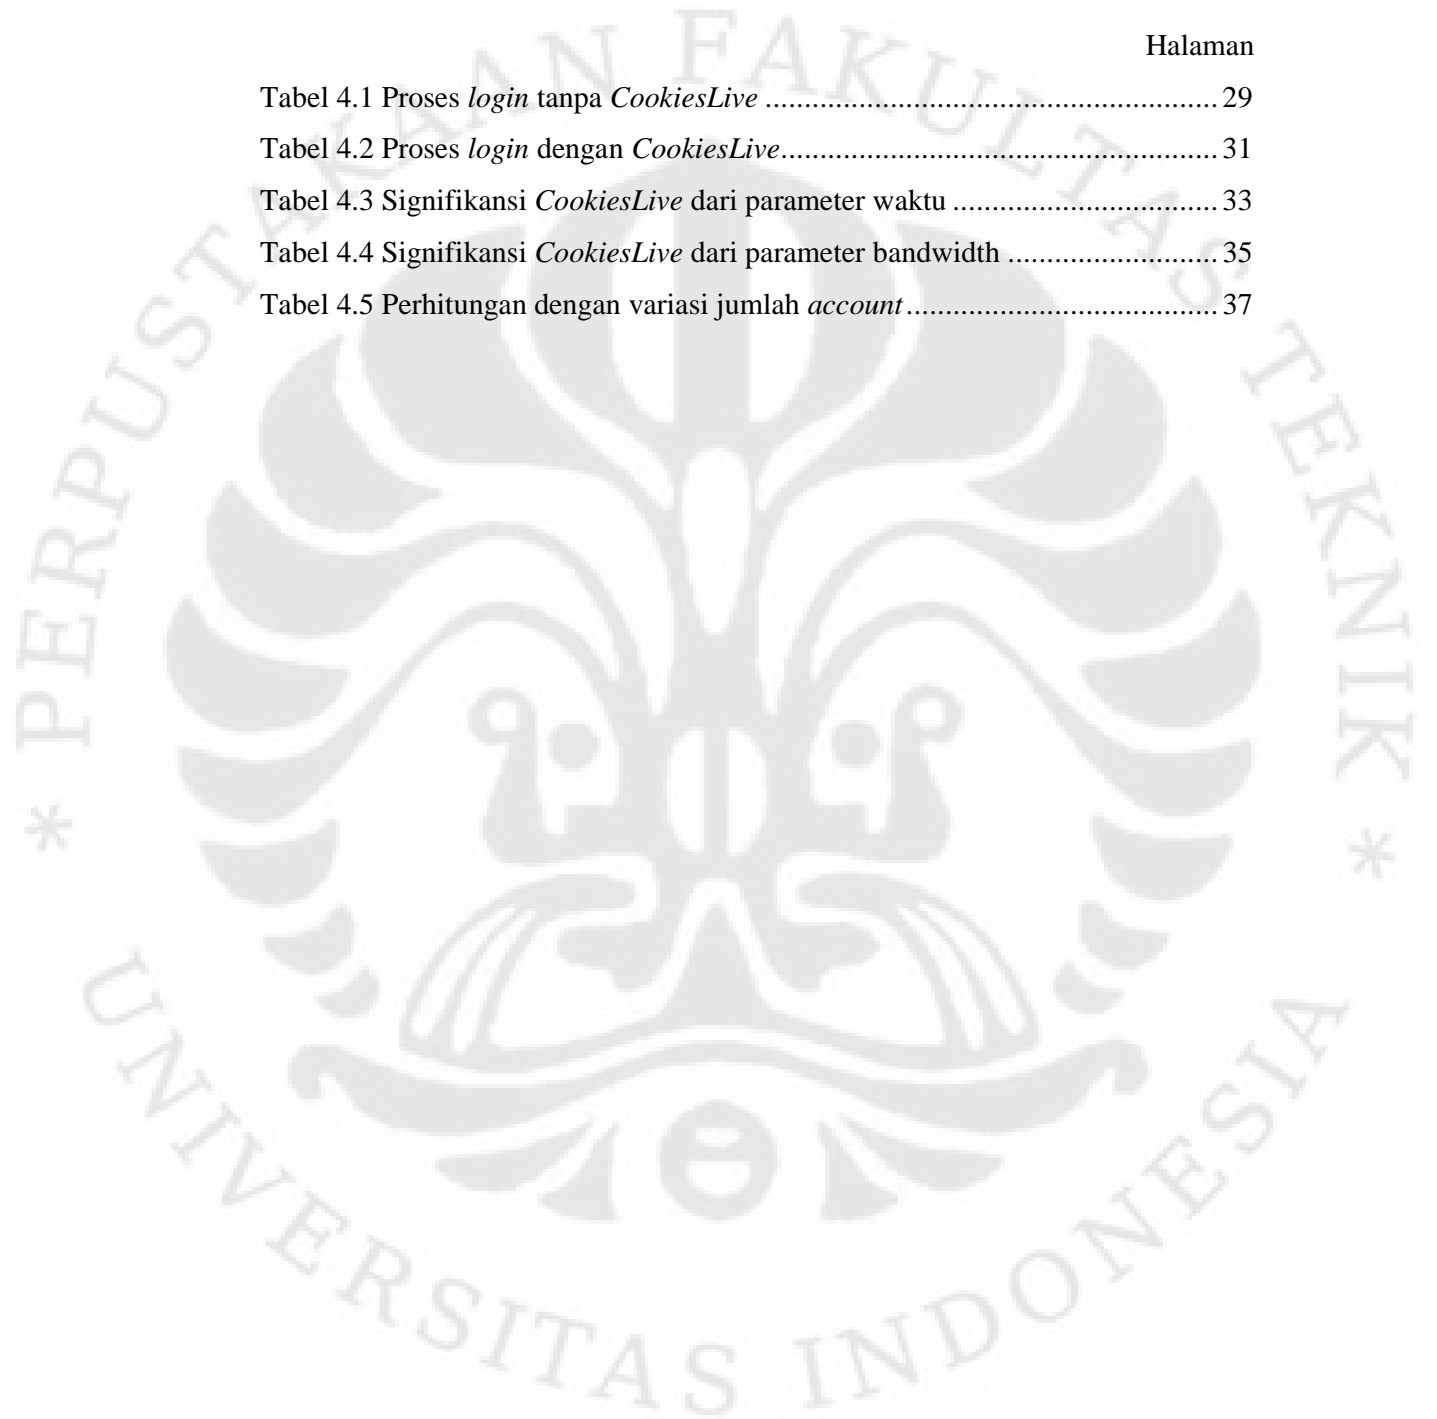 Halaman
Tabel 4.1 Proses login tanpa CookiesLive .......................................................... 29
Tabel 4.2 Proses login dengan CookiesLive........................................................ 31
Tabel 4.3 Signifikansi CookiesLive dari parameter waktu .................................. 33
Tabel 4.4 Signifikansi CookiesLive dari parameter bandwidth ........................... 35
Tabel 4.5 Perhitungan dengan variasi jumlah account........................................ 37
* PERPUSTAKAAN FAKULTAS TEKNIK *
UNIVERSITAS INDONESIA